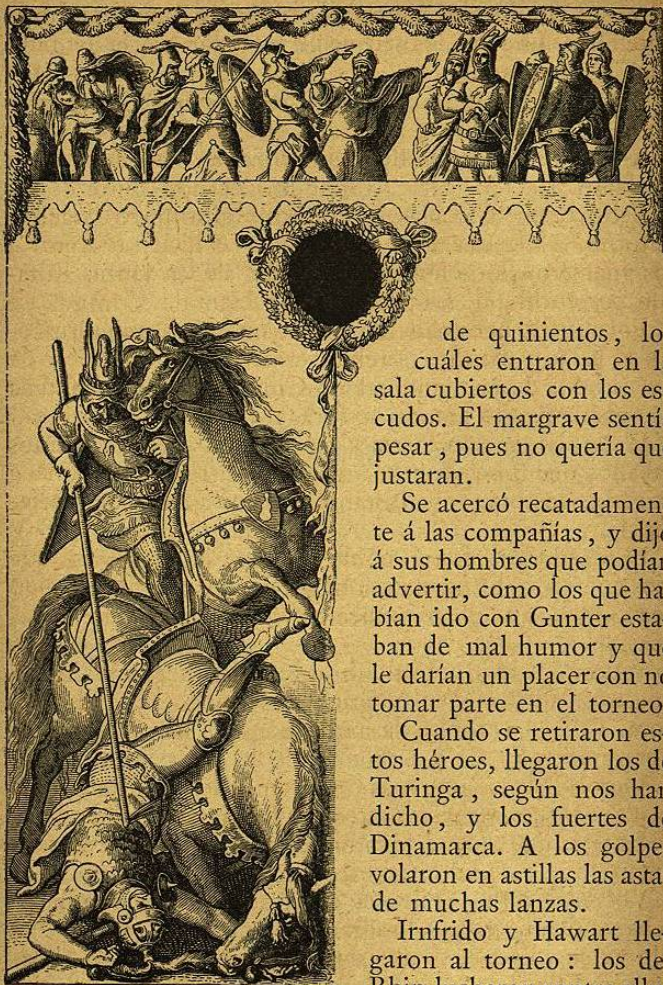 de quinientos, lo
cuáles entraron en l
sala cubiertos con los es
cudos. El margrave sentí
pesar, pues no quería qu
justaran.
Se acercó recatadamen
te á las compañías, y dij
á sus hombres que podían
advertir, como los que ha
bían ido con Gunter esta
ban de mal humor y qu
le darían un placer con no
tomar parte en el torneo
Cuando se retiraron es
tos héroes, llegaron los d
Turinga, según nos han
dicho, y los fuertes d
Dinamarca. A los golpe
volaron en astillas las asta
de muchas lanzas.
Irnfrido y Hawart lle
garon al torneo: los de